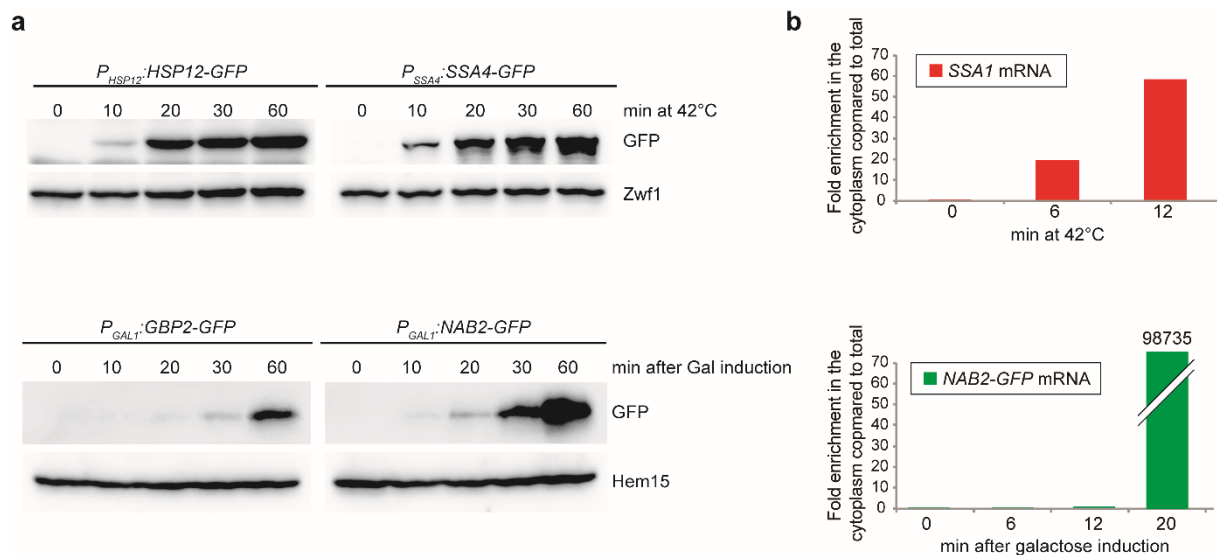 a
P_HSP12:HSP12-GFP P_SSA4:SSA4-GFP
0 10 20 30 60 0 10 20 30 60 min at 42°C
GFP
Zwf1
P_GAL1:GBP2-GFP P_GAL1:NAB2-GFP
0 10 20 30 60 0 10 20 30 60 min after Gal induction
GFP
Hem15
b
Fold enrichment in the
cytoplasm copmared to total
70
60
50
40
30
20
10
0
SSA1 mRNA
0 6 12
min at 42°C
Fold enrichment in the
cytoplasm copmared to total
70
60
50
40
30
20
10
0
98735
NAB2-GFP mRNA
0 6 12 20
min after galactose induction